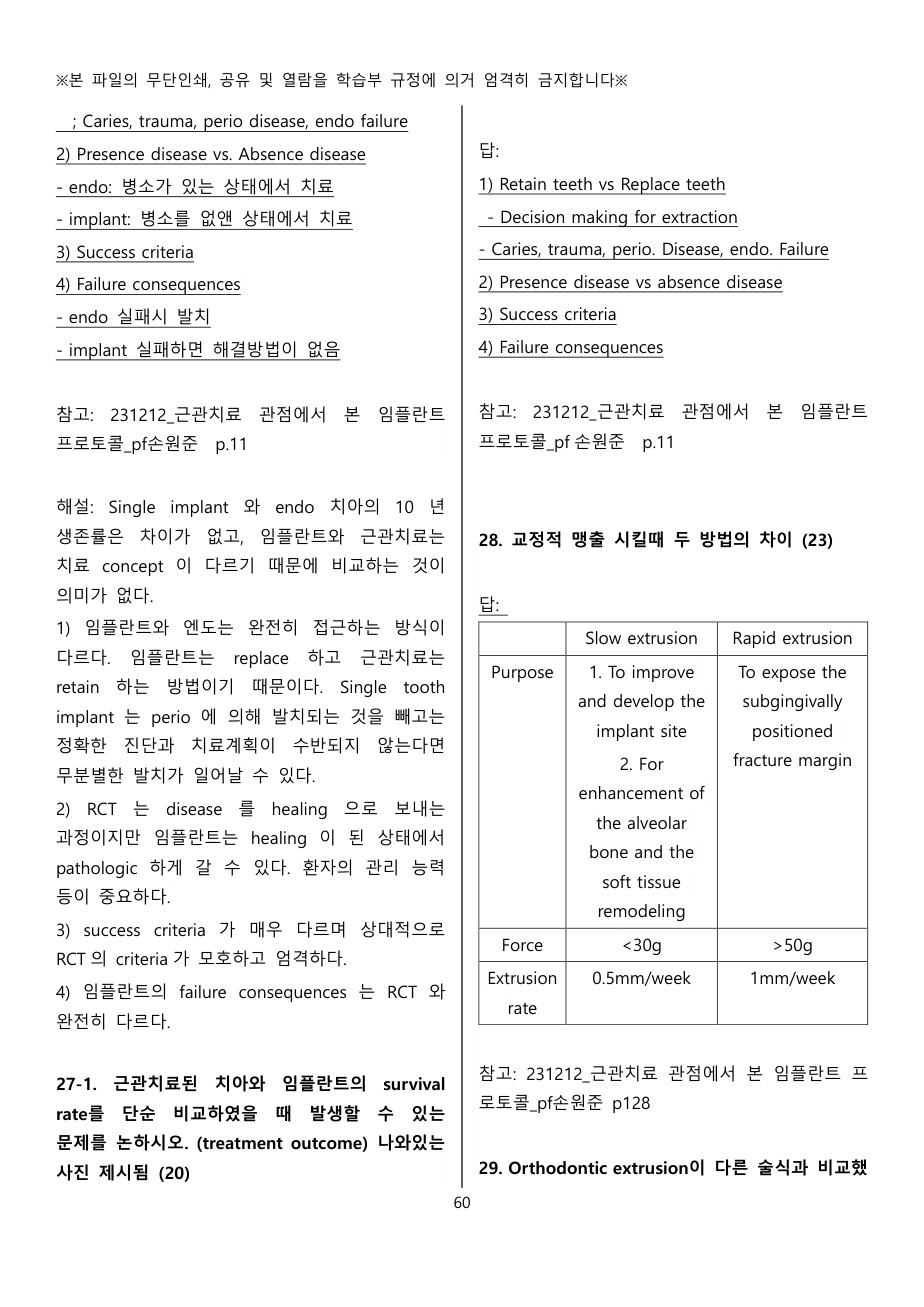 ※본 파일의 무단인쇄, 공유 및 열람을 학습부 규정에 의거 엄격히 금지합니다※
; Caries, trauma, perio disease, endo failure
2) Presence disease vs. Absence disease
- endo: 병소가 있는 상태에서 치료
- implant: 병소를 없앤 상태에서 치료
3) Success criteria
4) Failure consequences
- endo 실패시 발치
- implant 실패하면 해결방법이 없음
참고: 231212_근관치료 관점에서 본 임플란트
프로토콜_pf손원준 p.11
해설: Single implant 와 endo 치아의 10 년
생존률은 차이가 없고, 임플란트와 근관치료는
치료 concept 이 다르기 때문에 비교하는 것이
의미가 없다.
1) 임플란트와 엔도는 완전히 접근하는 방식이
다르다. 임플란트는 replace 하고 근관치료는
retain 하는 방법이기 때문이다. Single tooth
implant 는 perio 에 의해 발치되는 것을 빼고는
정확한 진단과 치료계획이 수반되지 않는다면
무분별한 발치가 일어날 수 있다.
2) RCT 는 disease 를 healing 으로 보내는
과정이지만 임플란트는 healing 이 된 상태에서
pathologic 하게 갈 수 있다. 환자의 관리 능력
등이 중요하다.
3) success criteria 가 매우 다르며 상대적으로
RCT 의 criteria 가 모호하고 엄격하다.
4) 임플란트의 failure consequences 는 RCT 와
완전히 다르다.
27-1. 근관치료된 치아와 임플란트의 survival
rate를 단순 비교하였을 때 발생할 수 있는
문제를 논하시오. (treatment outcome) 나와있는
사진 제시됨 (20)
답:
1) Retain teeth vs Replace teeth
- Decision making for extraction
- Caries, trauma, perio. Disease, endo. Failure
2) Presence disease vs absence disease
3) Success criteria
4) Failure consequences
참고: 231212_근관치료 관점에서 본 임플란트
프로토콜_pf 손원준 p.11
28. 교정적 맹출 시킬때 두 방법의 차이 (23)
답:
Slow extrusion Rapid extrusion
Purpose 1. To improve To expose the
and develop the subgingivally
implant site positioned
2. For fracture margin
enhancement of
the alveolar
bone and the
soft tissue
remodeling
Force <30g >50g
Extrusion 0.5mm/week 1mm/week
rate
참고: 231212_근관치료 관점에서 본 임플란트 프
로토콜_pf손원준 p128
29. Orthodontic extrusion이 다른 술식과 비교했
60